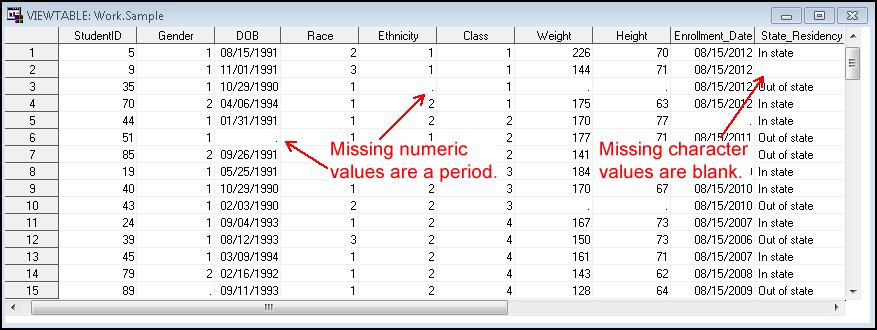 VIEWTABLE: Work.Sample
StudentID Gender DOB Race Ethnicity Class Weight Height Enrollment_Date State_Residency
1 5 1 08/15/1991 2 1 1 226 70 08/15/2012 In state
2 9 1 11/01/1991 3 1 1 144 71 08/15/2012
3 35 1 10/29/1990 1 . 1 . . 08/15/2012 Out of state
4 70 2 04/06/1994 1 2 1 175 63 08/15/2012 In state
5 44 1 01/31/1991 1 2 2 170 77 . In state
6 51 1 . 1 1 2 177 71 08/15/2011 Out of state
7 85 2 09/26/1991 2 141 Out of state
8 19 1 05/25/1991 3 184 In state
Missing numeric
values are a period.
Missing character
values are blank.
9 40 1 10/29/1990 1 2 3 170 67 08/15/2010 In state
10 43 1 02/03/1990 2 2 3 . . 08/15/2010 Out of state
11 24 1 09/04/1993 1 2 4 167 73 08/15/2007 In state
12 39 1 08/12/1993 3 2 4 150 73 08/15/2006 Out of state
13 45 1 03/09/1994 1 2 4 161 71 08/15/2007 In state
14 79 2 02/16/1992 1 2 4 143 62 08/15/2008 In state
15 89 . 09/11/1993 1 2 4 128 64 08/15/2009 Out of state